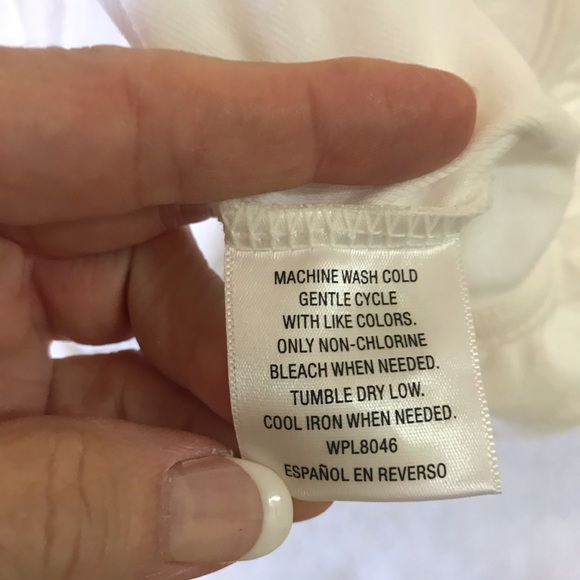 MACHINE WASH COLD
GENTLE CYCLE
WITH LIKE COLORS.
ONLY NON-CHLORINE
BLEACH WHEN NEEDED.
TUMBLE DRY LOW.
COOL IRON WHEN NEEDED.
WPL8046
ESPAÑOL EN REVERSO